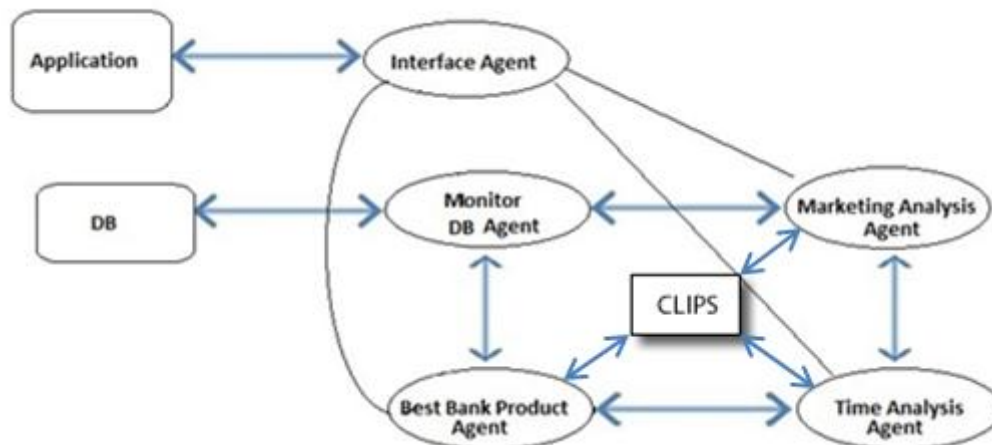 Application
Interface Agent
DB
Monitor
DB Agent
Marketing Analysis
Agent
CLIPS
Best Bank Product
Agent
Time Analysis
Agent